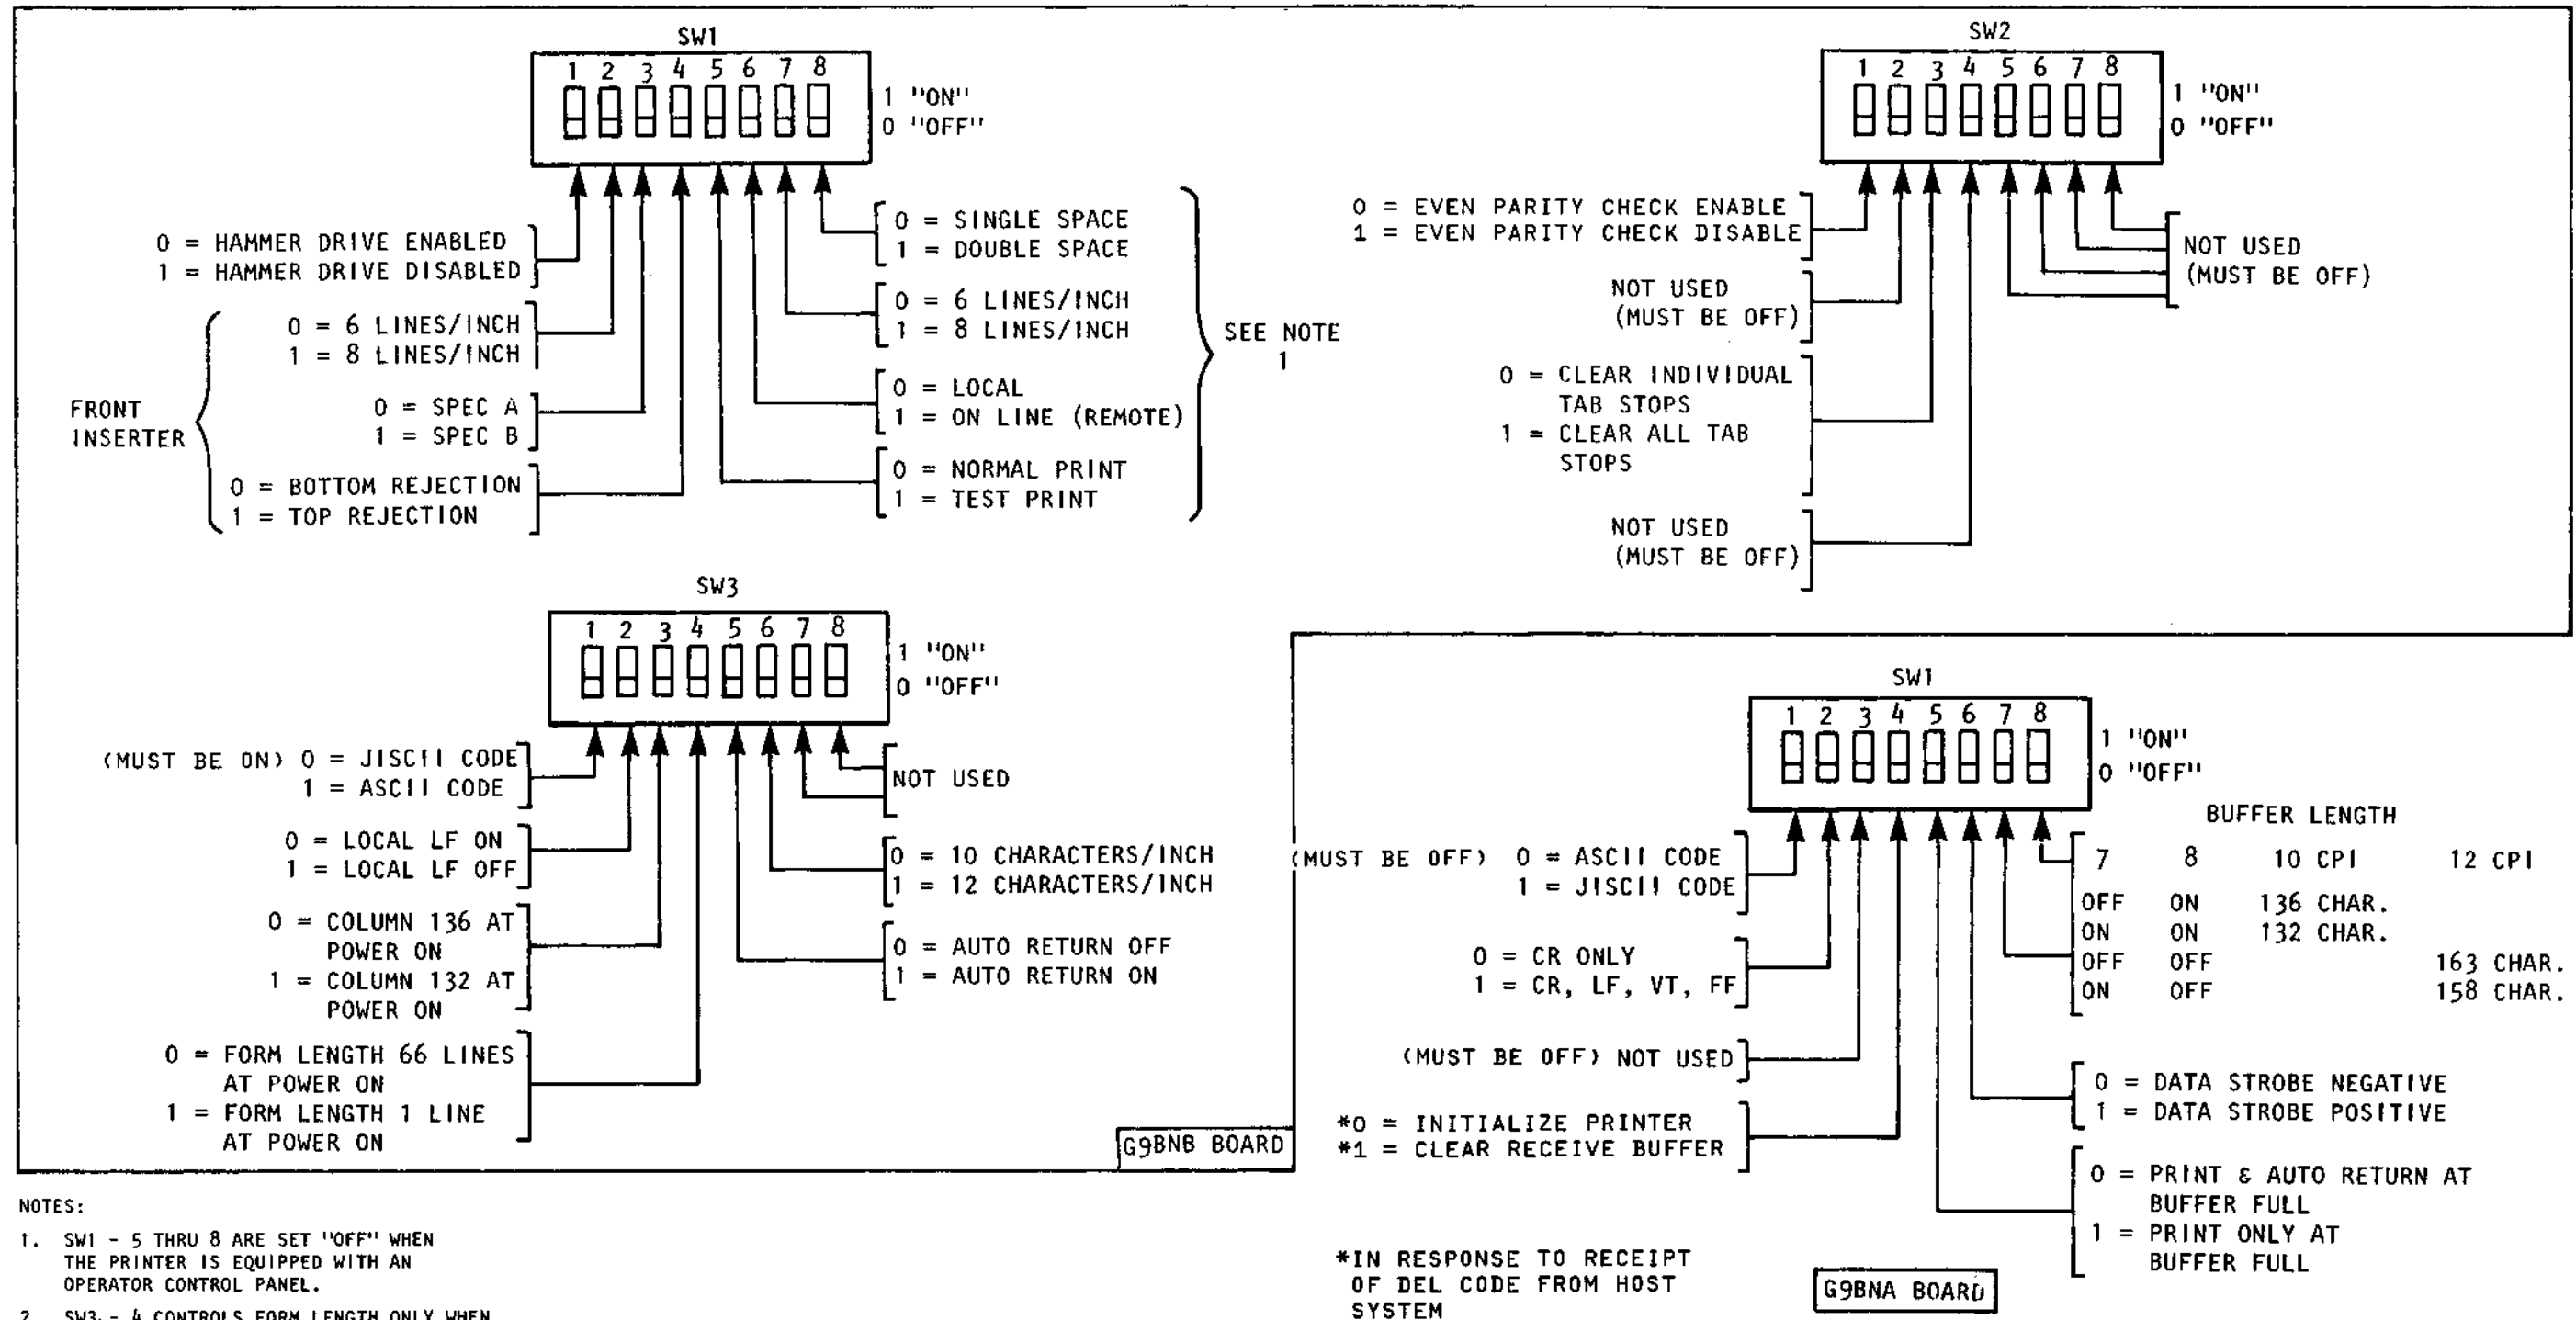 SW1
1 2 3 4 5 6 7 8
1 "ON"
0 "OFF"
0 = HAMMER DRIVE ENABLED
1 = HAMMER DRIVE DISABLED
FRONT
INSERTER
0 = 6 LINES/INCH
1 = 8 LINES/INCH
0 = SPEC A
1 = SPEC B
0 = BOTTOM REJECTION
1 = TOP REJECTION
0 = SINGLE SPACE
1 = DOUBLE SPACE
0 = 6 LINES/INCH
1 = 8 LINES/INCH
0 = LOCAL
1 = ON LINE (REMOTE)
0 = NORMAL PRINT
1 = TEST PRINT
SEE NOTE
1
SW2
1 2 3 4 5 6 7 8
1 "ON"
0 "OFF"
0 = EVEN PARITY CHECK ENABLE
1 = EVEN PARITY CHECK DISABLE
NOT USED
(MUST BE OFF)
0 = CLEAR INDIVIDUAL
TAB STOPS
1 = CLEAR ALL TAB
STOPS
NOT USED
(MUST BE OFF)
NOT USED
(MUST BE OFF)
SW3
1 2 3 4 5 6 7 8
1 "ON"
0 "OFF"
(MUST BE ON) 0 = JISCII CODE
1 = ASCII CODE
0 = LOCAL LF ON
1 = LOCAL LF OFF
0 = COLUMN 136 AT
POWER ON
1 = COLUMN 132 AT
POWER ON
0 = FORM LENGTH 66 LINES
AT POWER ON
1 = FORM LENGTH 1 LINE
AT POWER ON
NOT USED
0 = 10 CHARACTERS/INCH
1 = 12 CHARACTERS/INCH
0 = AUTO RETURN OFF
1 = AUTO RETURN ON
G9BNB BOARD
SW1
1 2 3 4 5 6 7 8
1 "ON"
0 "OFF"
(MUST BE OFF) 0 = ASCII CODE
1 = JISCII CODE
0 = CR ONLY
1 = CR, LF, VT, FF
(MUST BE OFF) NOT USED
*0 = INITIALIZE PRINTER
*1 = CLEAR RECEIVE BUFFER
BUFFER LENGTH
7 8 10 CPI 12 CPI
OFF ON 136 CHAR.
ON ON 132 CHAR.
OFF OFF 163 CHAR.
ON OFF 158 CHAR.
0 = DATA STROBE NEGATIVE
1 = DATA STROBE POSITIVE
0 = PRINT & AUTO RETURN AT
BUFFER FULL
1 = PRINT ONLY AT
BUFFER FULL
*IN RESPONSE TO RECEIPT
OF DEL CODE FROM HOST
SYSTEM
G9BNA BOARD
NOTES:
1. SW1 - 5 THRU 8 ARE SET "OFF" WHEN
THE PRINTER IS EQUIPPED WITH AN
OPERATOR CONTROL PANEL.
2. SW3 - 4 CONTROLS FORM LENGTH ONLY WHEN